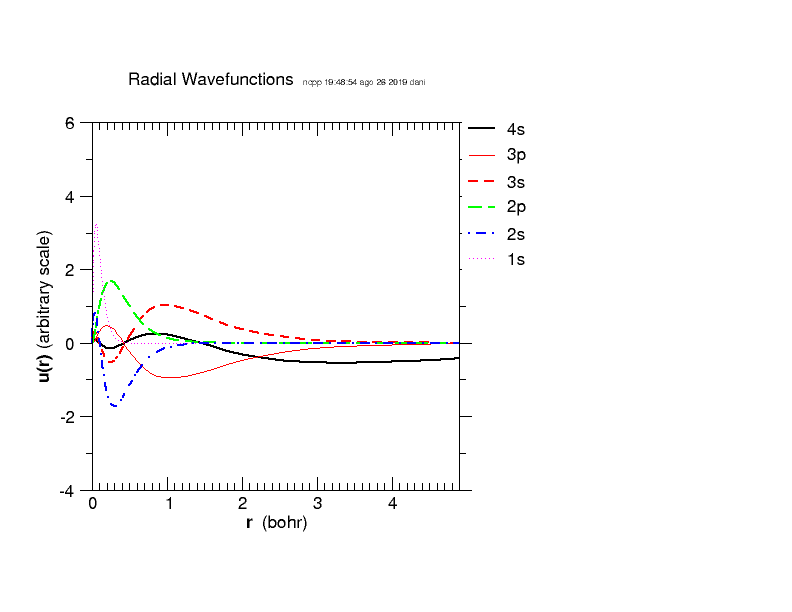 Radial Wavefunctions ncpp 19:48:54 ago 26 2019 dani
6
4
2
0
-2
-4
u(r) (arbitrary scale)
0 1 2 3 4
r (bohr)
4s
3p
3s
2p
2s
1s